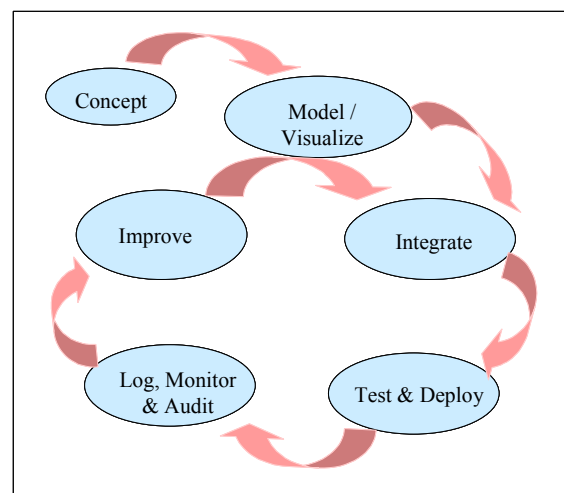 Concept
Model /
Visualize
Improve
Integrate
Log, Monitor
& Audit
Test & Deploy